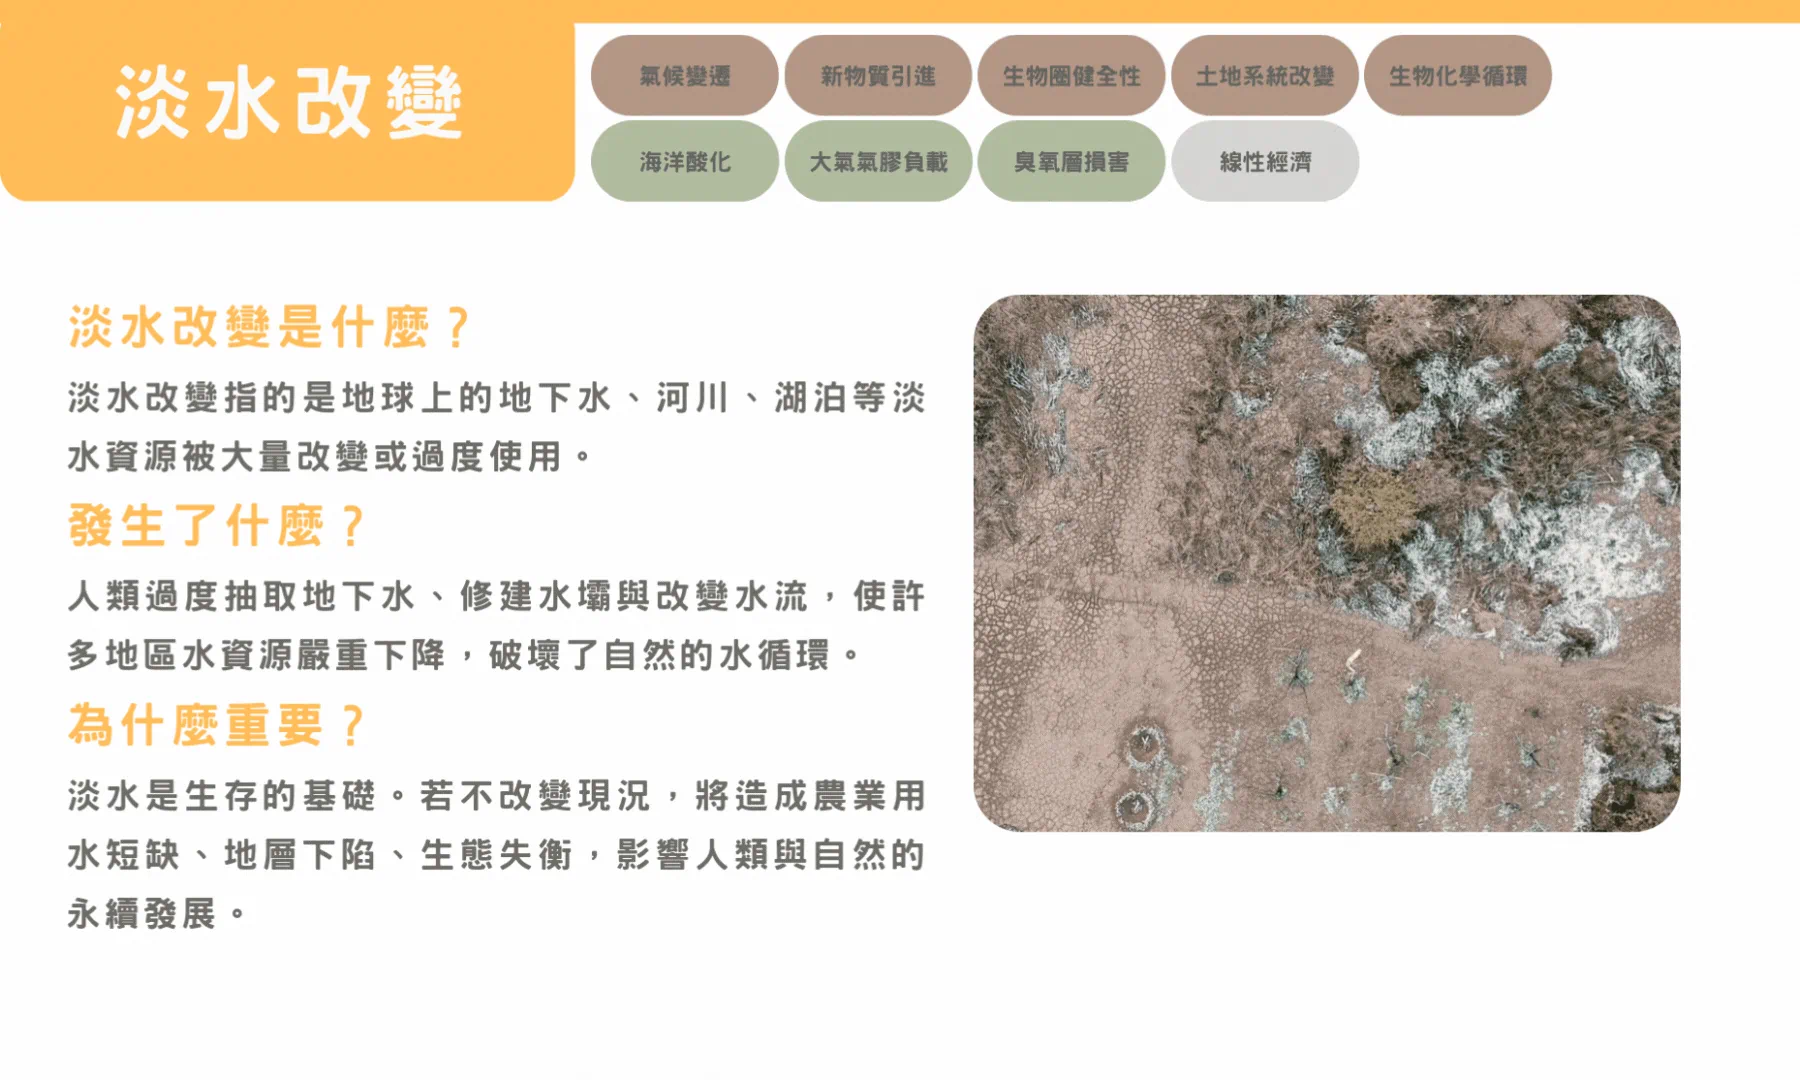 淡水改變
氣候變遷
新物質引進
生物圈健全性
土地系統改變
生物化學循環
海洋酸化
大氣氣膠負載
臭氧層損害
線性經濟
淡水改變是什麼？
淡水改變指的是地球上的地下水、河川、湖泊等淡
水資源被大量改變或過度使用。
發生了什麼？
人類過度抽取地下水、修建水壩與改變水流，使許
多地區水資源嚴重下降，破壞了自然的水循環。
為什麼重要？
淡水是生存的基礎。若不改變現況，將造成農業用
水短缺、地層下陷、生態失衡，影響人類與自然的
永續發展。